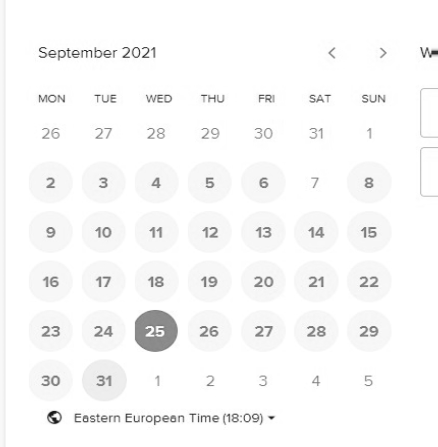 September 2021
W
MON TUE WED THU FRI SAT SUN
26 27 28 29 30 31 1
2 3 4 5 6 7 8
9 10 11 12 13 14 15
16 17 18 19 20 21 22
23 24 25 26 27 28 29
30 31 1 2 3 4 5
Eastern European Time (18:09)